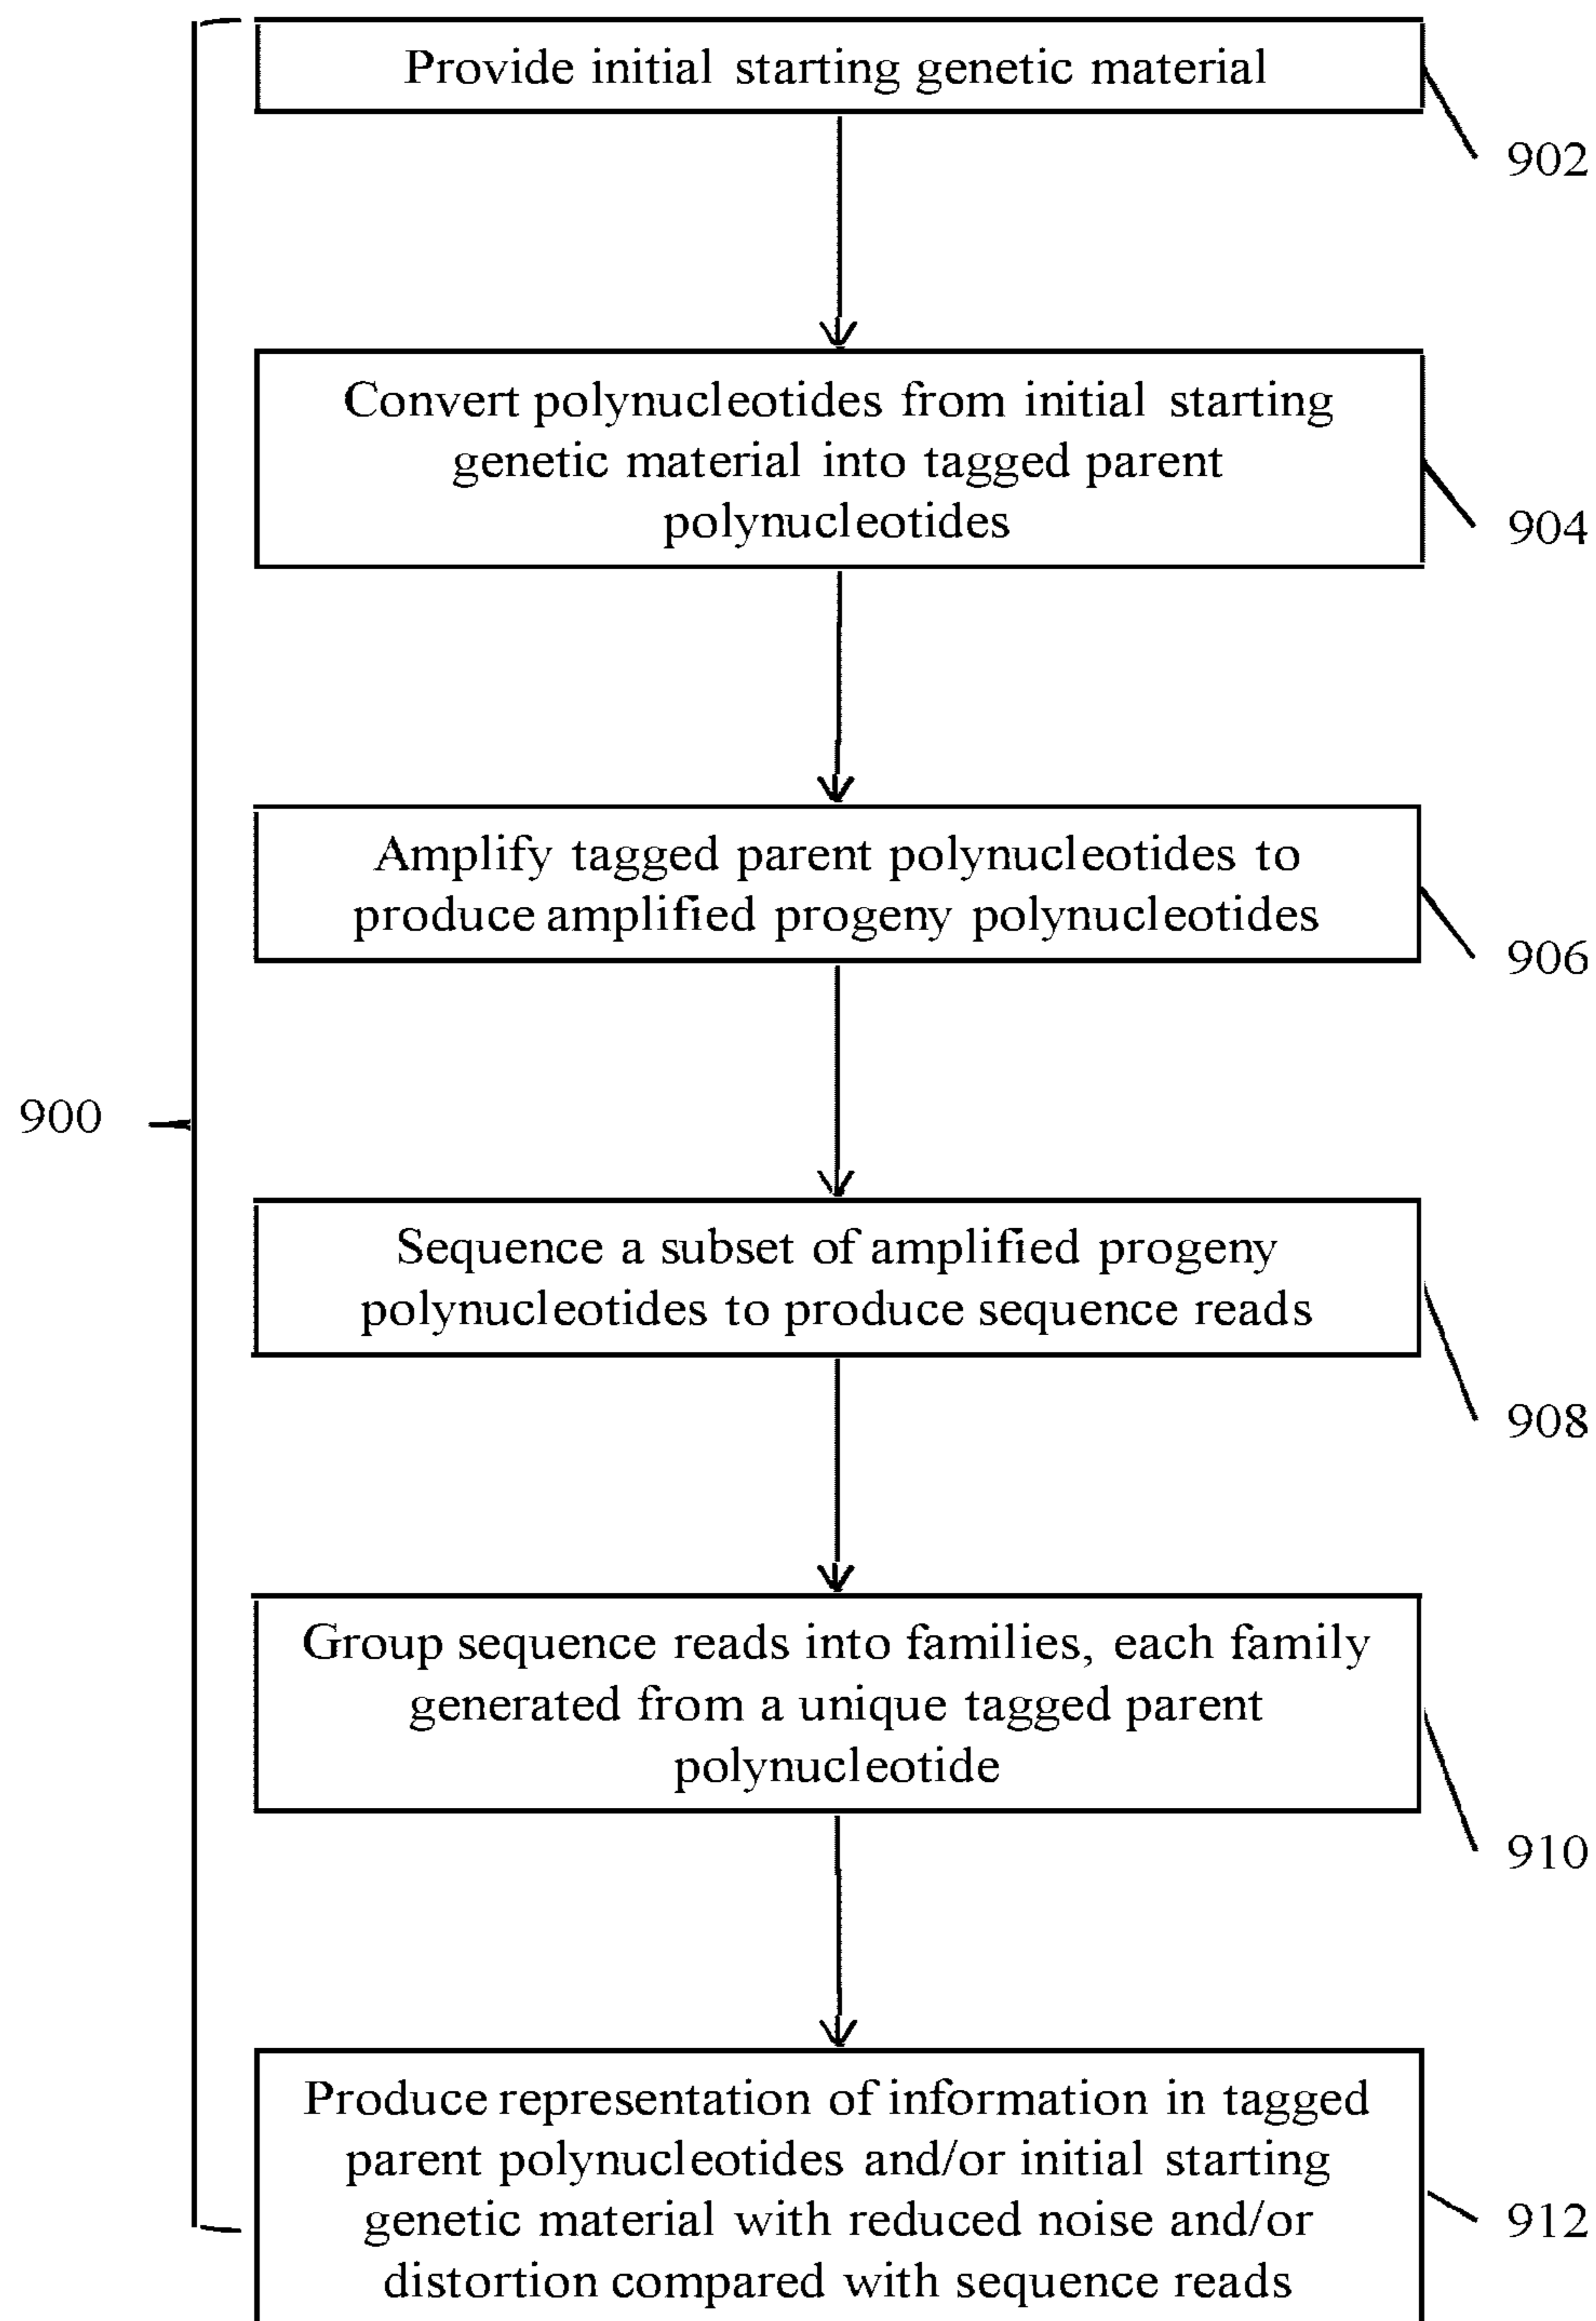 Provide initial starting genetic material
902
Convert polynucleotides from initial starting
genetic material into tagged parent
polynucleotides
904
Amplify tagged parent polynucleotides to
produce amplified progeny polynucleotides
906
900
Sequence a subset of amplified progeny
polynucleotides to produce sequence reads
908
Group sequence reads into families, each family
generated from a unique tagged parent
polynucleotide
910
Produce representation of information in tagged
parent polynucleotides and/or initial starting
genetic material with reduced noise and/or
distortion compared with sequence reads
912